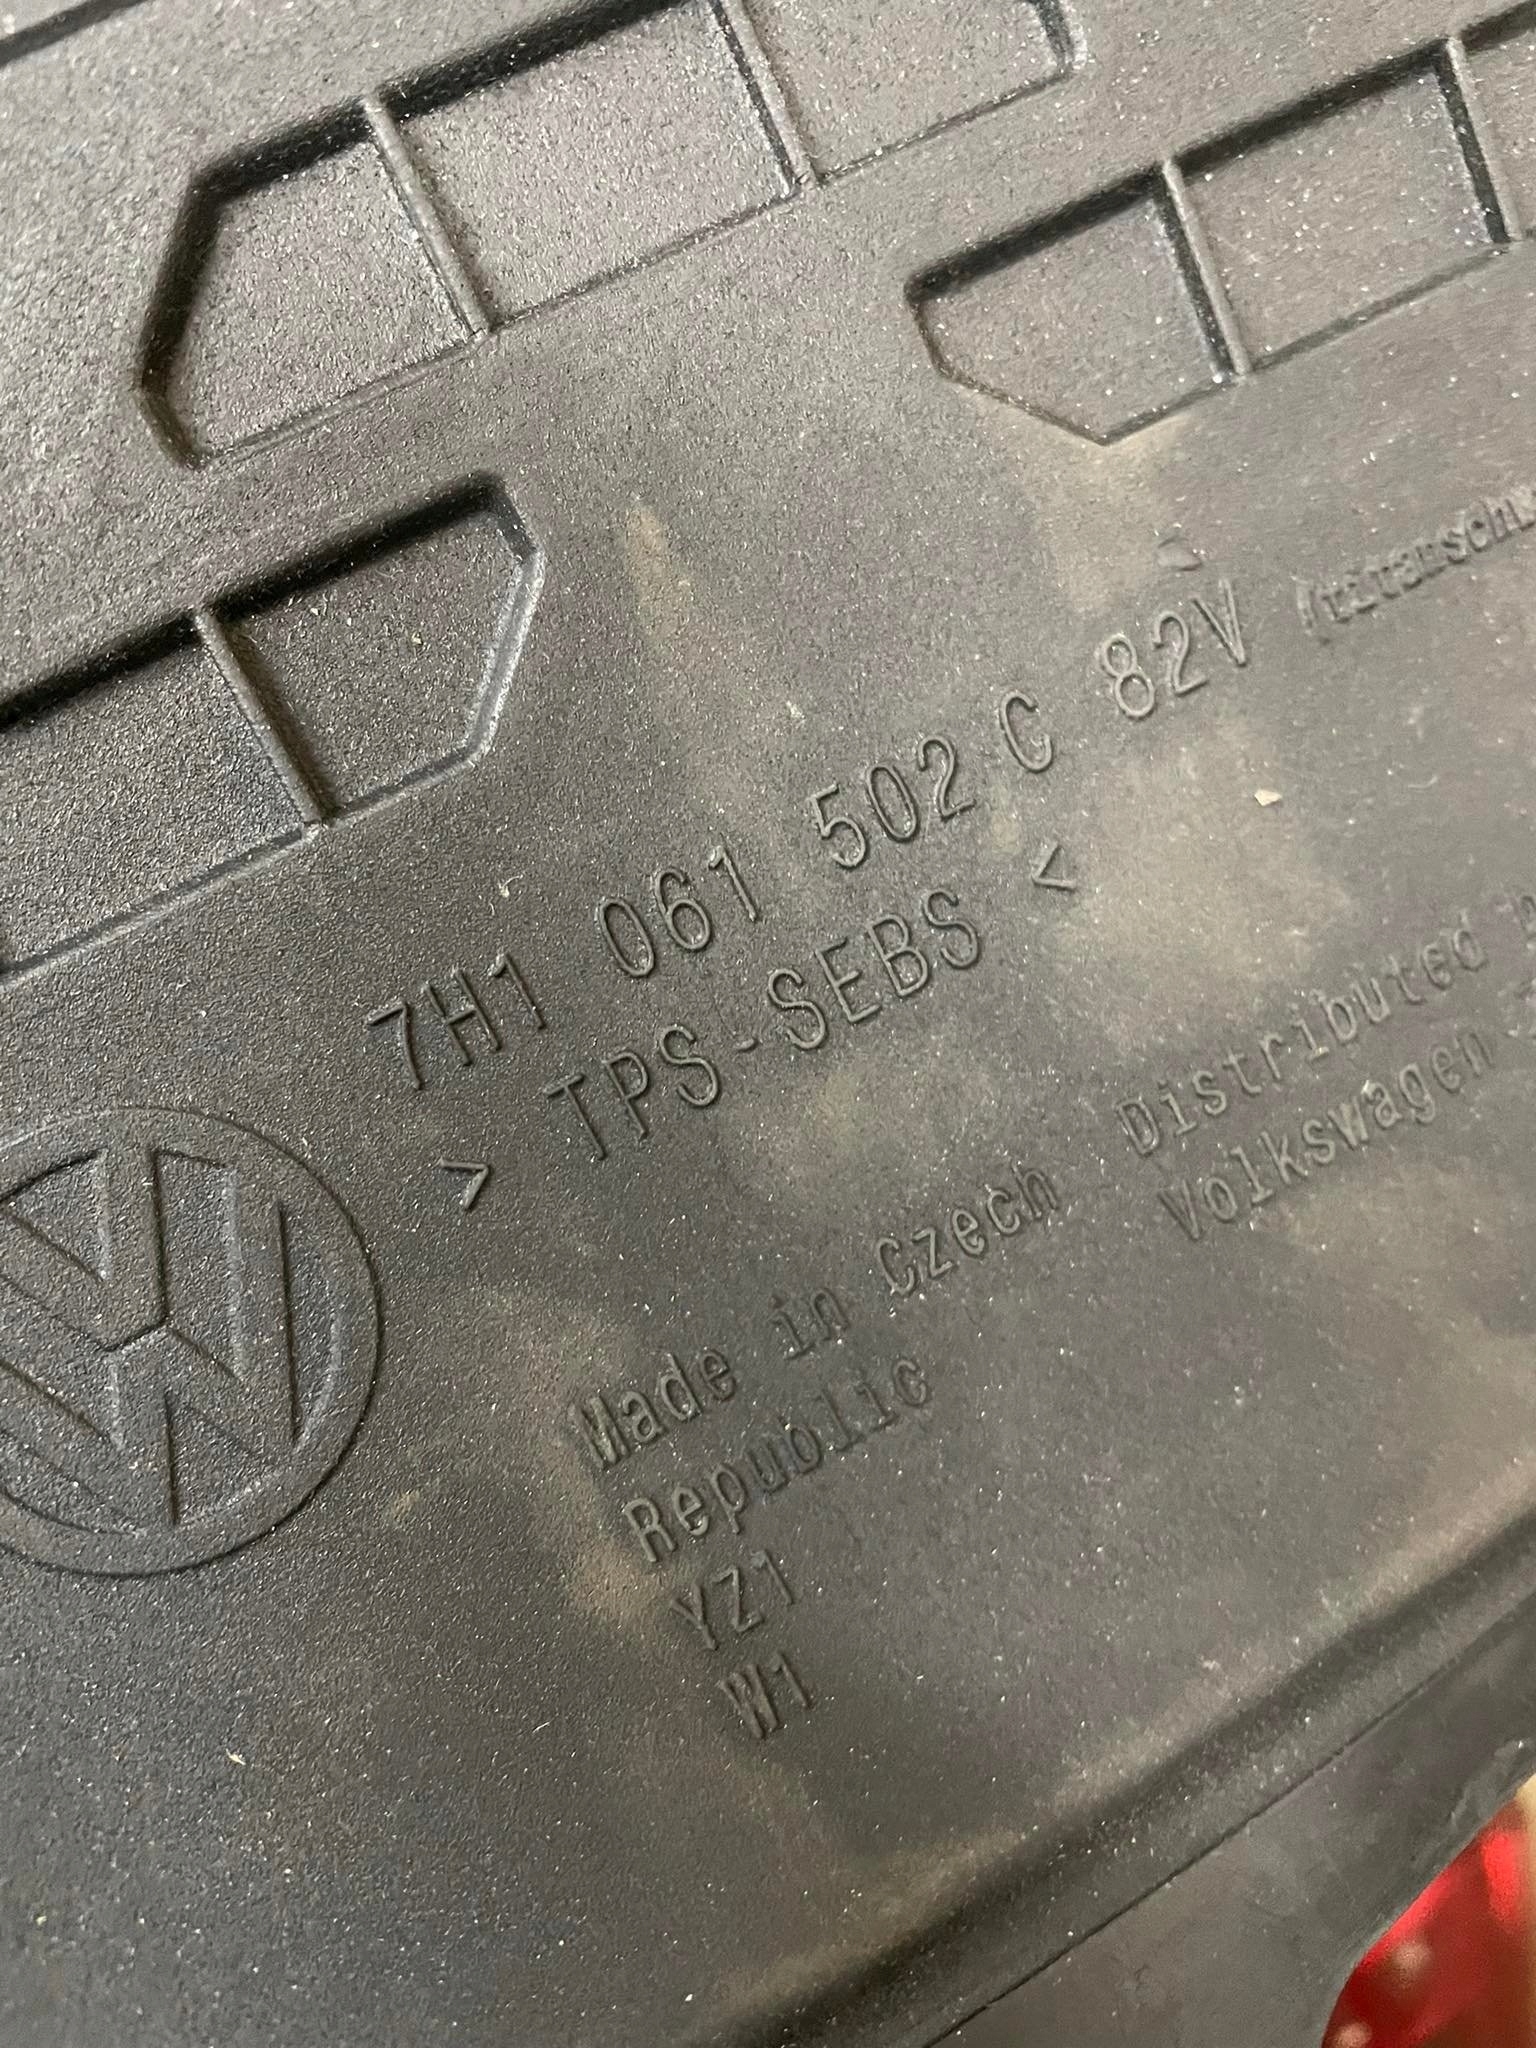 7H1 061 502 C 82V
> TPS-SEBS <
Made in Czech
Republic
YZ1
W1
Distributed
Volkswagen